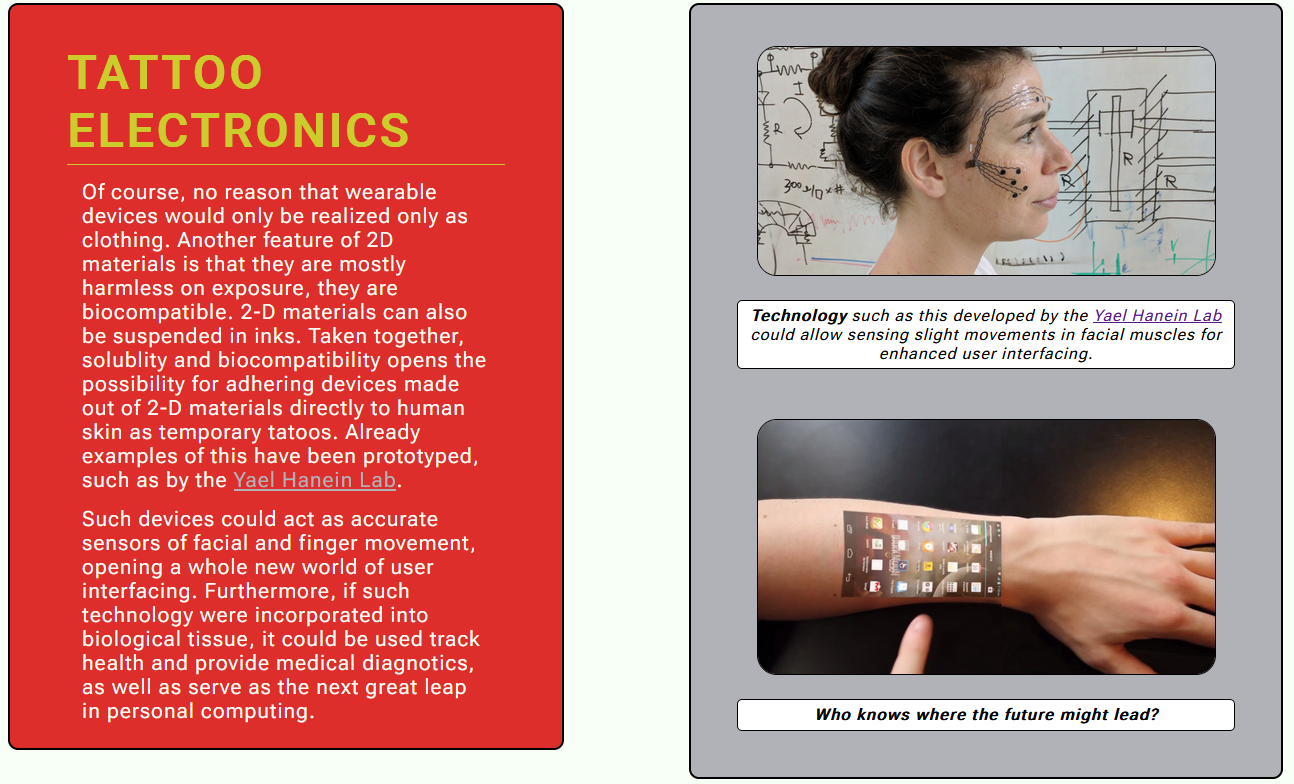 TATTOO
ELECTRONICS
Of course, no reason that wearable
devices would only be realized only as
clothing. Another feature of 2D
materials is that they are mostly
harmless on exposure, they are
biocompatible. 2-D materials can also
be suspended in inks. Taken together,
solublity and biocompatibility opens the
possibility for adhering devices made
out of 2-D materials directly to human
skin as temporary tatoos. Already
examples of this have been prototyped,
such as by the Yael Hanein Lab.
Such devices could act as accurate
sensors of facial and finger movement,
opening a whole new world of user
interfacing. Furthermore, if such
technology were incorporated into
biological tissue, it could be used track
health and provide medical diagnotics,
as well as serve as the next great leap
in personal computing.
I
R
R
R
R
Technology such as this developed by the Yael Hanein Lab
could allow sensing slight movements in facial muscles for
enhanced user interfacing.
Who knows where the future might lead?